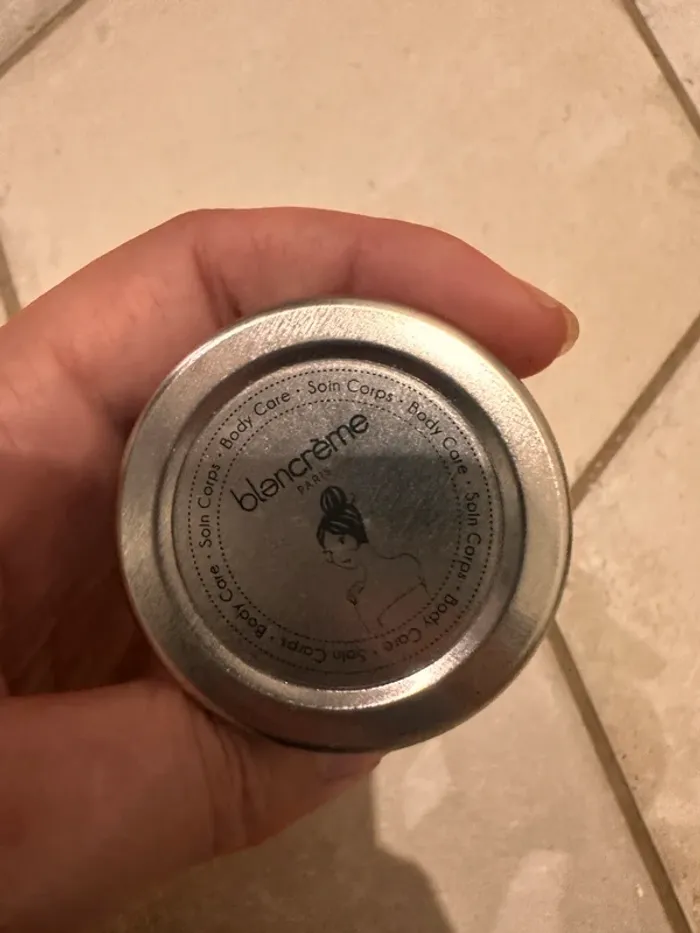 Body Care • Soin Corps • Body Care • Soin Corps • Body Care • Soin Corps • Body Care • Soin Corps •
blancrème
PARIS